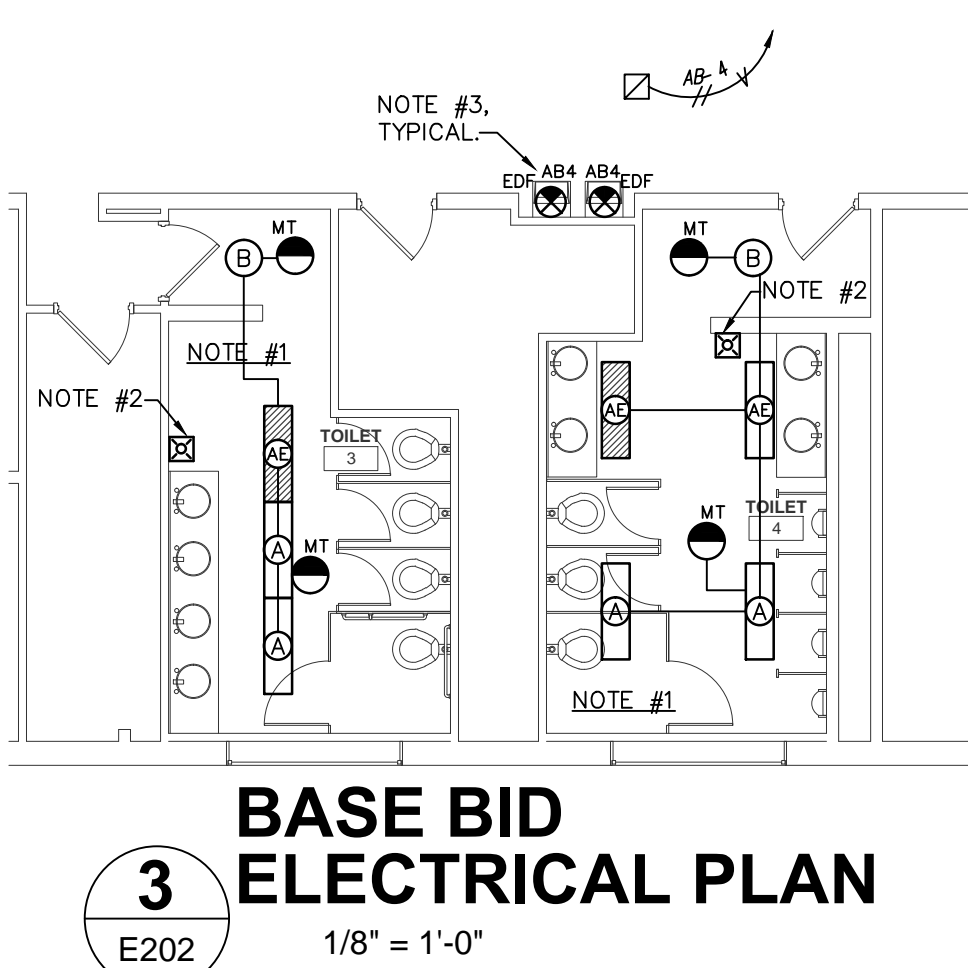 AB- 4
NOTE #3,
TYPICAL.
EDF AB4 AB4 EDF
MT
B
MT
B
NOTE #2
NOTE #1
NOTE #2
AE
TOILET
3
AE
AE
MT
A
MT
TOILET
4
A
A
A
NOTE #1
BASE BID
ELECTRICAL PLAN
3
E202
1/8" = 1'-0"